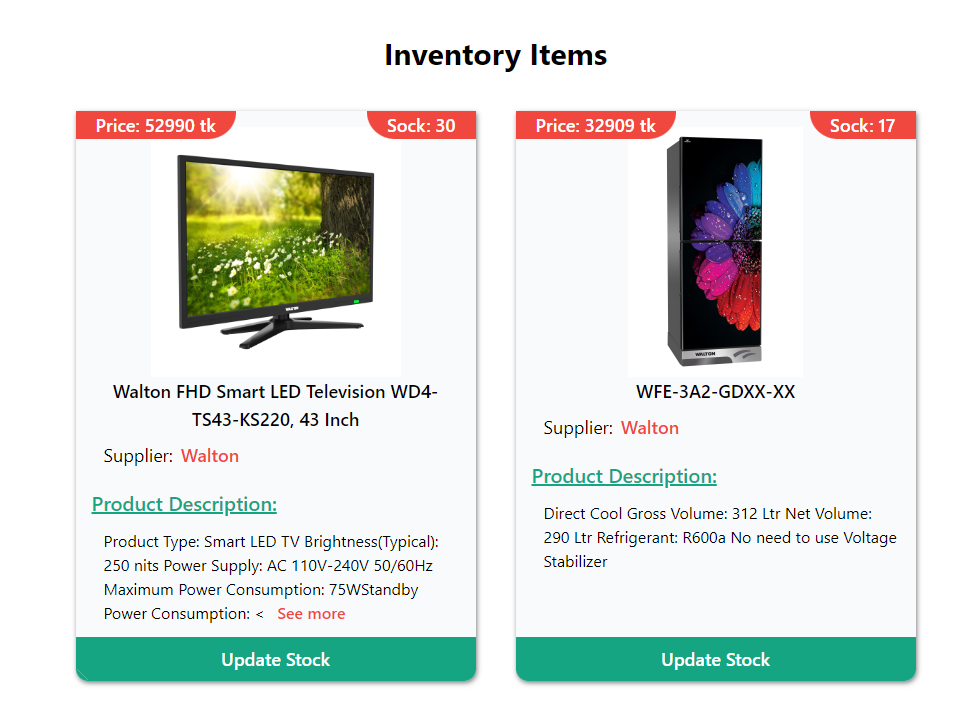 Inventory Items
Price: 52990 tk
Sock: 30
WALTON
Walton FHD Smart LED Television WD4-
TS43-KS220, 43 Inch
Supplier: Walton
Product Description:
Product Type: Smart LED TV Brightness(Typical):
250 nits Power Supply: AC 110V-240V 50/60Hz
Maximum Power Consumption: 75WStandby
Power Consumption: < See more
Update Stock
Price: 32909 tk
Sock: 17
WALTON
WFE-3A2-GDXX-XX
Supplier: Walton
Product Description:
Direct Cool Gross Volume: 312 Ltr Net Volume:
290 Ltr Refrigerant: R600a No need to use Voltage
Stabilizer
Update Stock